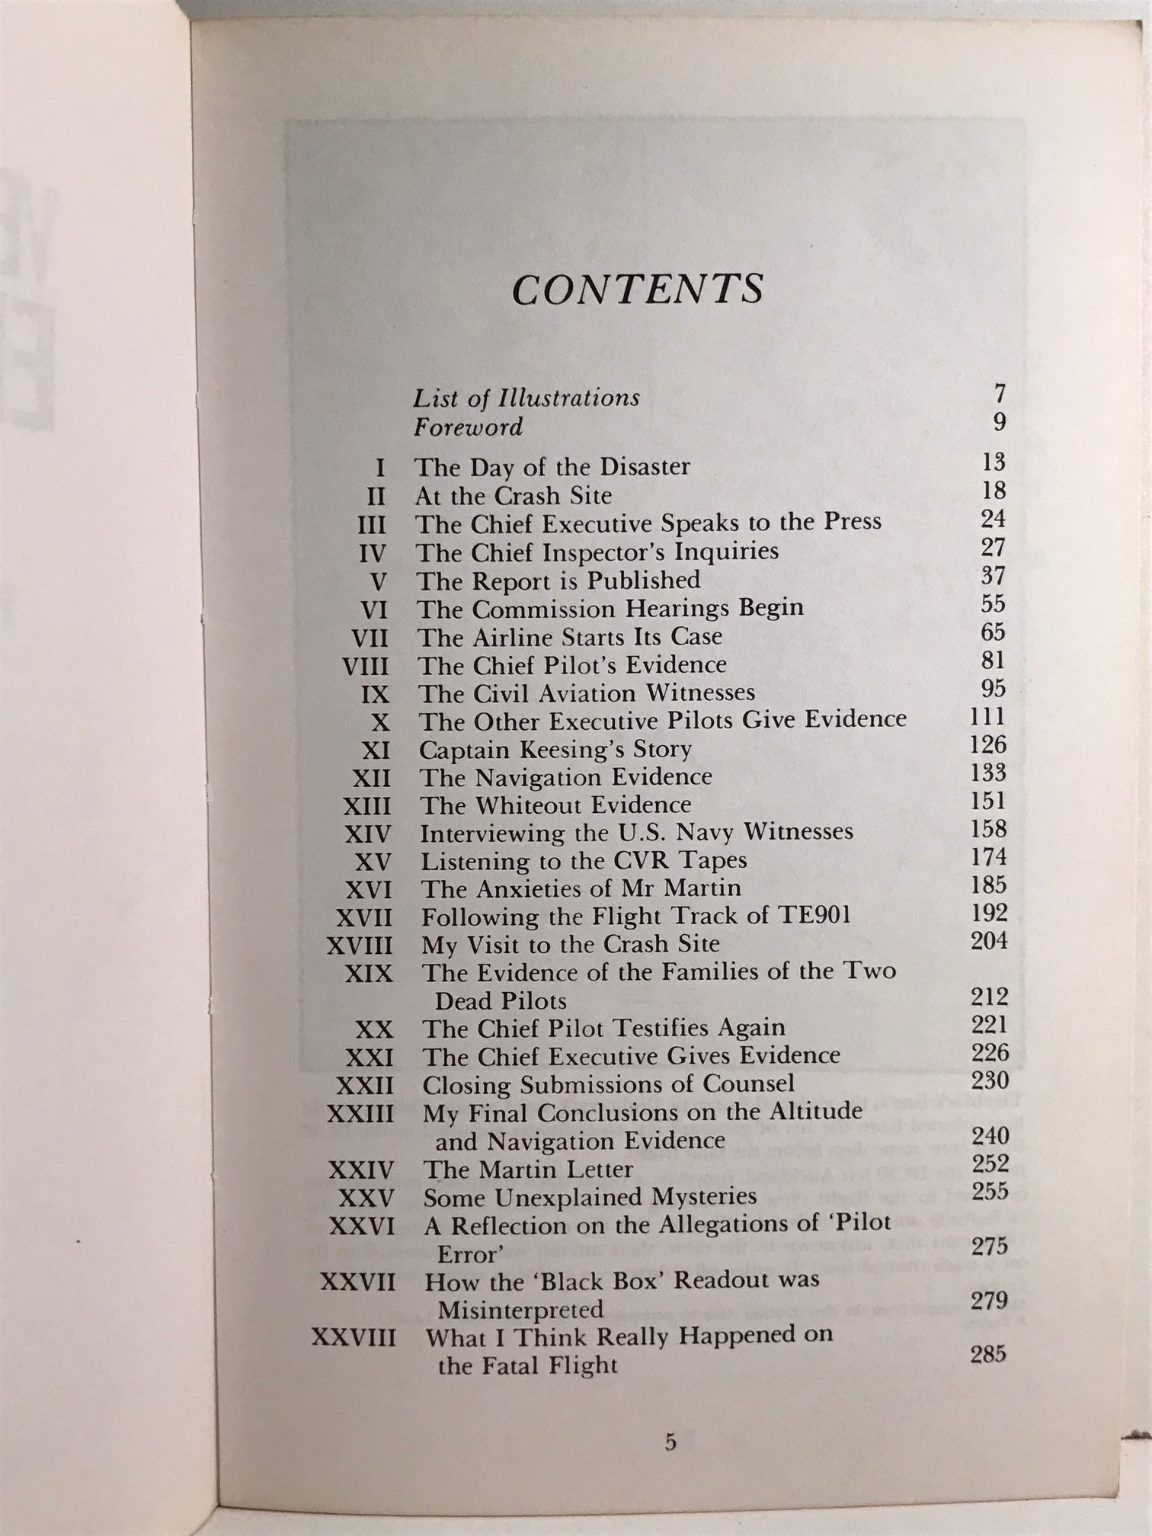 CONTENTS
List of Illustrations 7
Foreword 9
I The Day of the Disaster 13
II At the Crash Site 18
III The Chief Executive Speaks to the Press 24
IV The Chief Inspector's Inquiries 27
V The Report is Published 37
VI The Commission Hearings Begin 55
VII The Airline Starts Its Case 65
VIII The Chief Pilot's Evidence 81
IX The Civil Aviation Witnesses 95
X The Other Executive Pilots Give Evidence 111
XI Captain Keesing's Story 126
XII The Navigation Evidence 133
XIII The Whiteout Evidence 151
XIV Interviewing the U.S. Navy Witnesses 158
XV Listening to the CVR Tapes 174
XVI The Anxieties of Mr Martin 185
XVII Following the Flight Track of TE901 192
XVIII My Visit to the Crash Site 204
XIX The Evidence of the Families of the Two
Dead Pilots 212
XX The Chief Pilot Testifies Again 221
XXI The Chief Executive Gives Evidence 226
XXII Closing Submissions of Counsel 230
XXIII My Final Conclusions on the Altitude
and Navigation Evidence 240
XXIV The Martin Letter 252
XXV Some Unexplained Mysteries 255
XXVI A Reflection on the Allegations of ‘Pilot
Error’ 275
XXVII How the ‘Black Box’ Readout was
Misinterpreted 279
XXVIII What I Think Really Happened on
the Fatal Flight 285
5